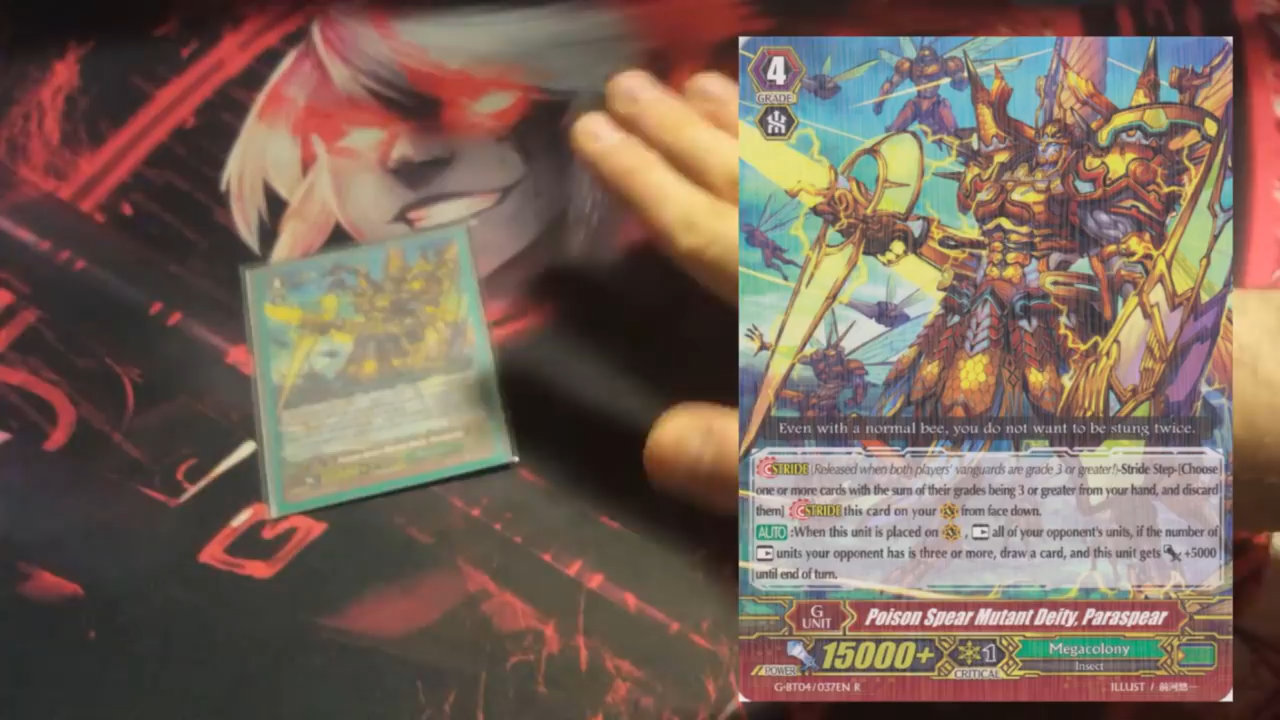 4
GRADE
Even with a normal bee, you do not want to be stung twice.
STRIDE (Released when both players' vanguards are grade 3 or greater!)-Stride Step-[Choose
one or more cards with the sum of their grades being 3 or greater from your hand, and discard
them] STRIDE this card on your from face down.
AUTO :When this unit is placed on , all of your opponent's units, if the number of
units your opponent has is three or more, draw a card, and this unit gets +5000
until end of turn.
G
UNIT
Poison Spear Mutant Deity, Paraspear
POWER
15000+
1
CRITICAL
Megacolony
Insect
G-BT04/037EN R
ILLUST / 前河悠一